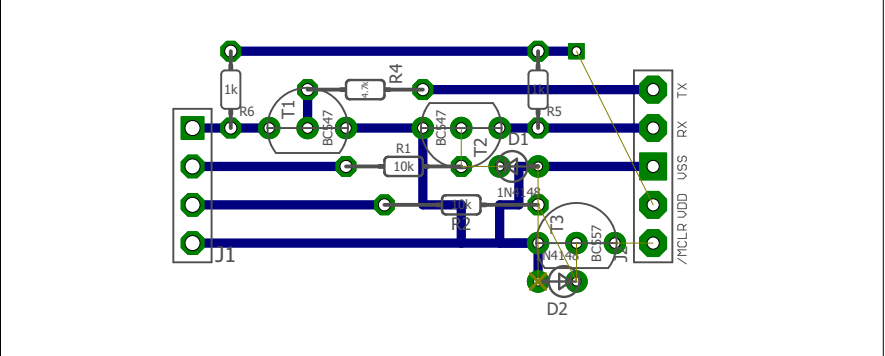 R4
TX
1k
4.7k
1k
R6
T1
R5
BC547
BC547
RX
D1
T2
R1
10k
VSS
1N4148
10k
VDD
R2
T3
BC557
J1
1N4148
J2
/MCLR
D2